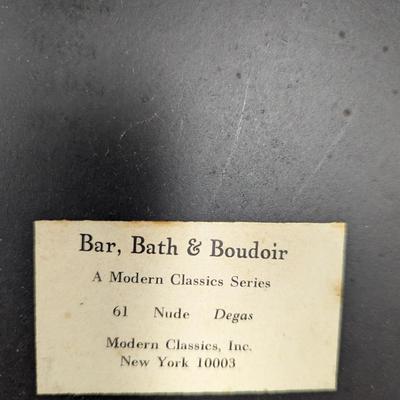 Bar, Bath & Boudoir
A Modern Classics Series
61 Nude Degas
Modern Classics, Inc.
New York 10003